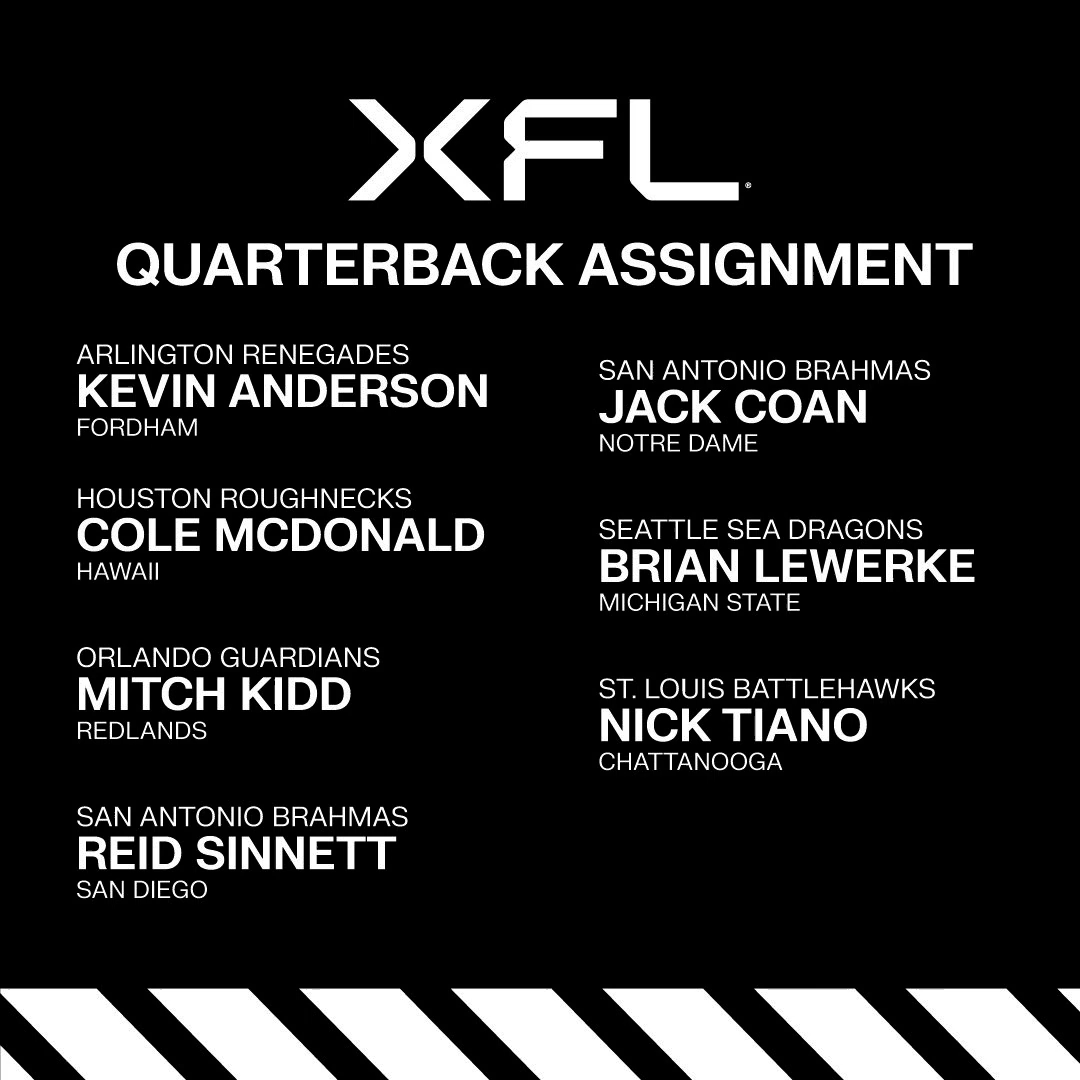 XFL®
QUARTERBACK ASSIGNMENT
ARLINGTON RENEGADES
KEVIN ANDERSON
FORDHAM
HOUSTON ROUGHNECKS
COLE MCDONALD
HAWAII
ORLANDO GUARDIANS
MITCH KIDD
REDLANDS
SAN ANTONIO BRAHMAS
REID SINNETT
SAN DIEGO
SAN ANTONIO BRAHMAS
JACK COAN
NOTRE DAME
SEATTLE SEA DRAGONS
BRIAN LEWERKE
MICHIGAN STATE
ST. LOUIS BATTLEHAWKS
NICK TIANO
CHATTANOOGA